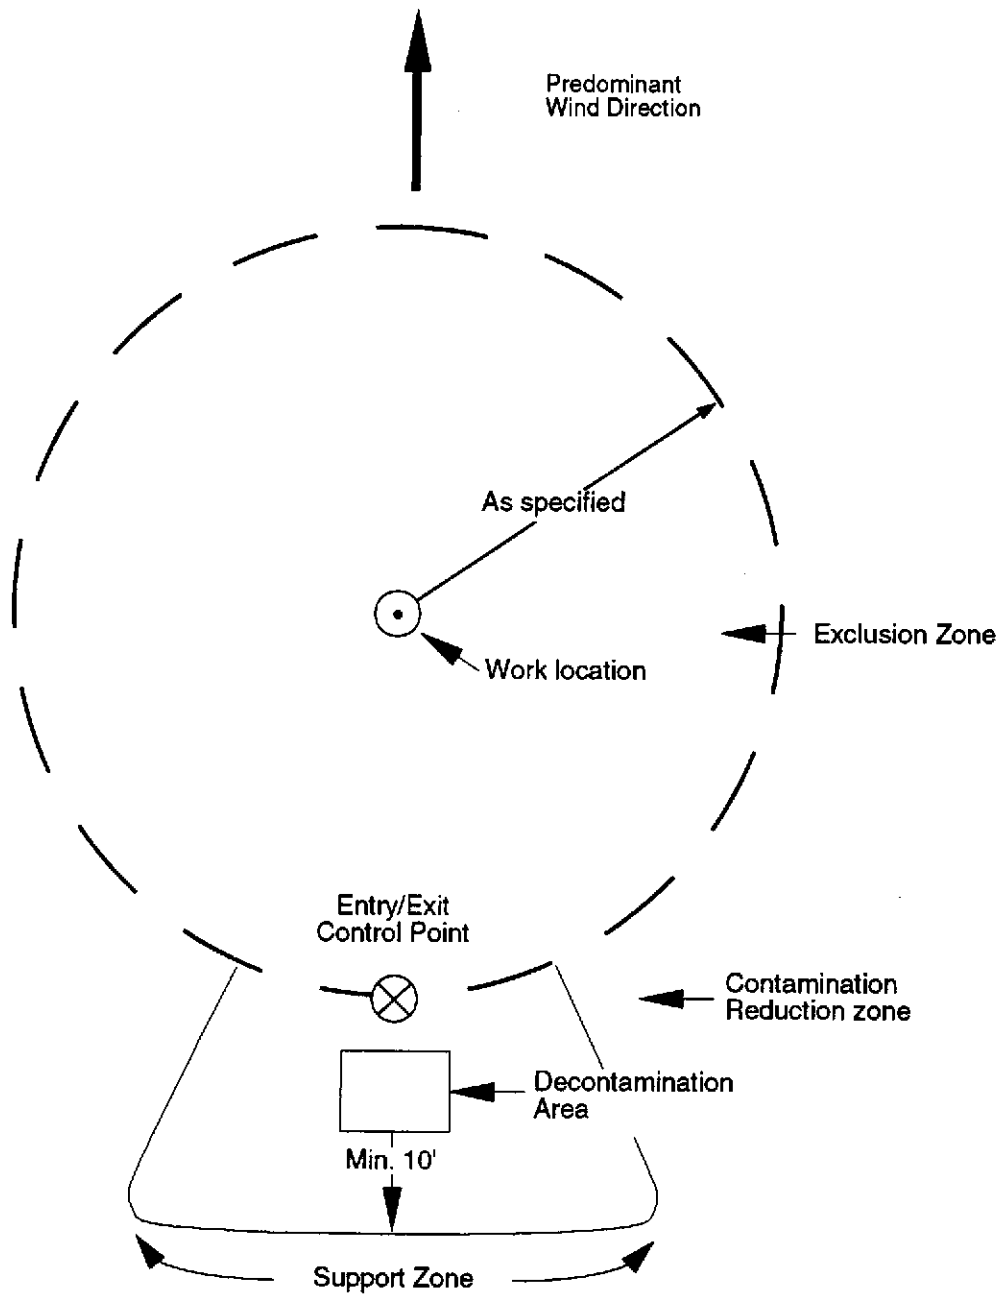 Predominant
Wind Direction
As specified
Exclusion Zone
Work location
Entry/Exit
Control Point
Contamination
Reduction zone
Decontamination
Area
Min. 10'
Support Zone